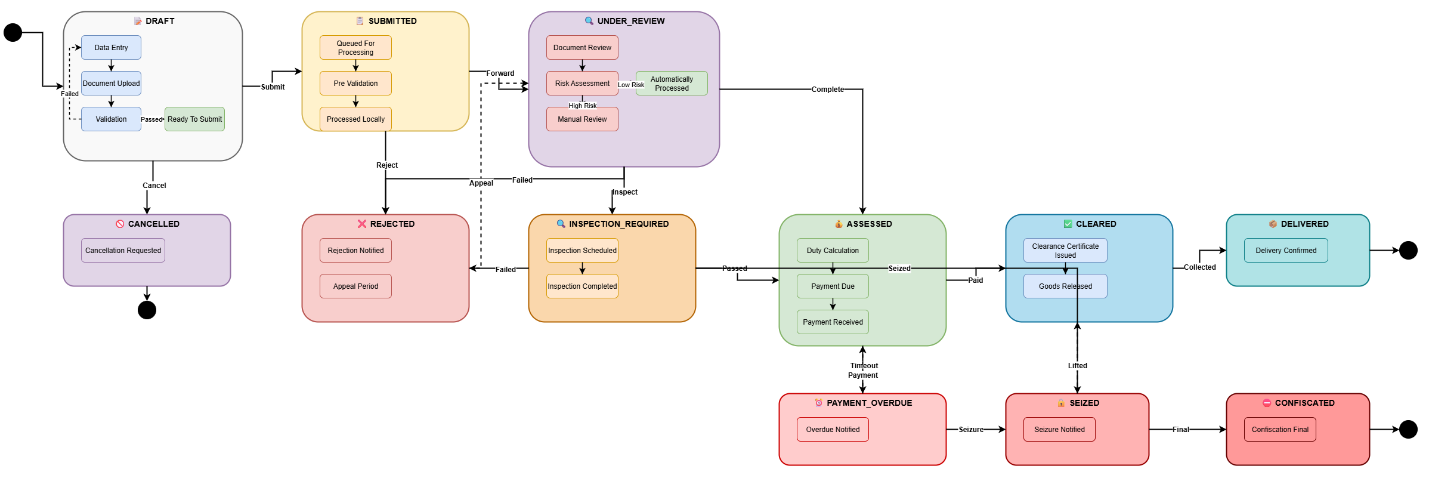 DRAFT
Data Entry
Document Upload
Failed
Validation
Passed
Ready To Submit
Submit
SUBMITTED
Queued For
Processing
Pre Validation
Processed Locally
Forward
UNDER_REVIEW
Document Review
Risk Assessment
Low Risk
Automatically
Processed
High Risk
Manual Review
Complete
Cancel
Reject
Appeal
Failed
Inspect
CANCELLED
Cancellation Requested
REJECTED
Rejection Notified
Appeal Period
Failed
INSPECTION_REQUIRED
Inspection Scheduled
Inspection Completed
Passed
ASSESSED
Duty Calculation
Payment Due
Payment Received
Seized
Paid
CLEARED
Clearance Certificate
Issued
Goods Released
Collected
DELIVERED
Delivery Confirmed
Timeout
Payment
Lifted
PAYMENT_OVERDUE
Overdue Notified
Seizure
SEIZED
Seizure Notified
Final
CONFISCATED
Confiscation Final